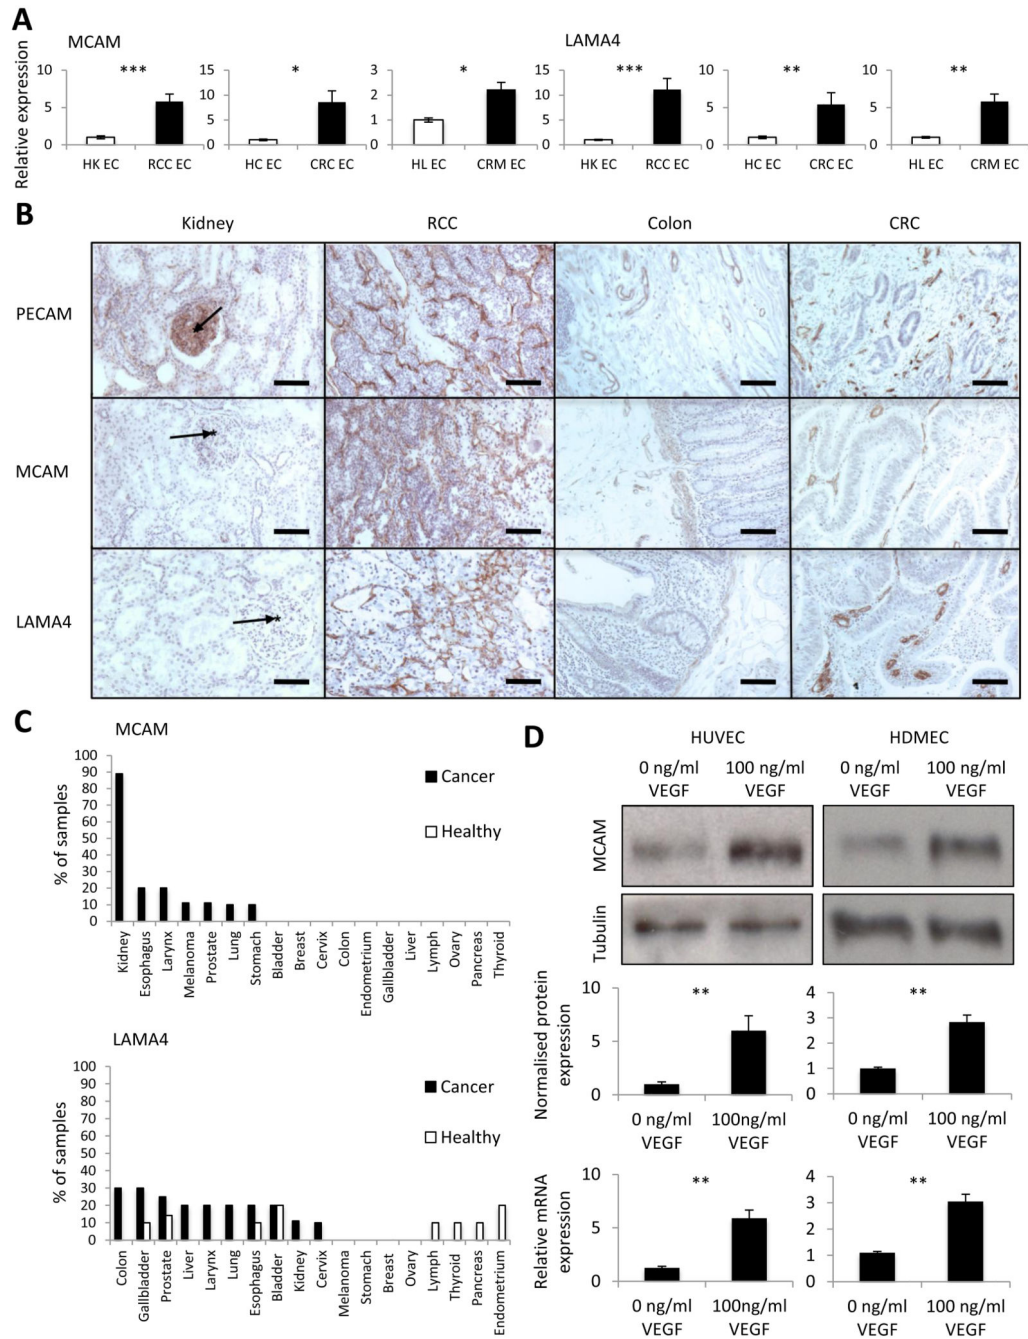 A
MCAM
LAMA4
Relative expression
10
5
0
***
HK EC
RCC EC
15
10
5
0
*
HC EC
CRC EC
3
2
1
0
*
HL EC
CRM EC
15
10
5
0
***
HK EC
RCC EC
10
5
0
**
HC EC
CRC EC
10
5
0
**
HL EC
CRM EC
B
Kidney
RCC
Colon
CRC
PECAM
MCAM
*
LAMA4
*
C
MCAM
% of samples
100
90
80
70
60
50
40
30
20
10
0
Cancer
Healthy
Kidney
Esophagus
Larynx
Melanoma
Prostate
Lung
Stomach
Bladder
Breast
Cervix
Colon
Endometrium
Gallbladder
Liver
Lymph
Ovary
Pancreas
Thyroid
LAMA4
% of samples
100
90
80
70
60
50
40
30
20
10
0
Cancer
Healthy
Colon
Gallbladder
Prostate
Liver
Larynx
Lung
Esophagus
Bladder
Kidney
Cervix
Melanoma
Stomach
Breast
Ovary
Lymph
Thyroid
Pancreas
Endometrium
D
HUVEC
HDMEC
0 ng/ml
VEGF
100 ng/ml
VEGF
0 ng/ml
VEGF
100 ng/ml
VEGF
MCAM
Tubulin
Normalised protein
expression
10
5
0
**
0 ng/ml
VEGF
100ng/ml
VEGF
4
3
2
1
0
**
0 ng/ml
VEGF
100 ng/ml
VEGF
Relative mRNA
expression
10
5
0
**
0 ng/ml
VEGF
100ng/ml
VEGF
4
3
2
1
0
**
0 ng/ml
VEGF
100 ng/ml
VEGF